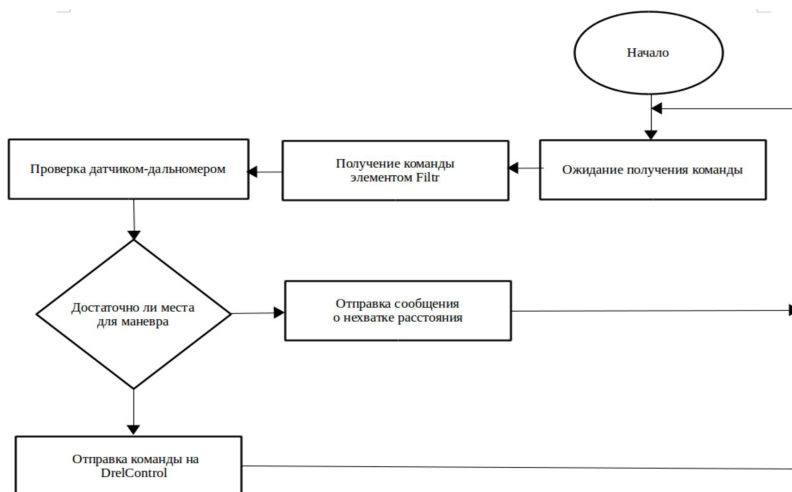 Начало
Ожидание получения команды
Получение команды
элементом Filtr
Проверка датчиком-дальномером
Достаточно ли места
для маневра
Отправка сообщения
о нехватке расстояния
Отправка команды на
DrelControl